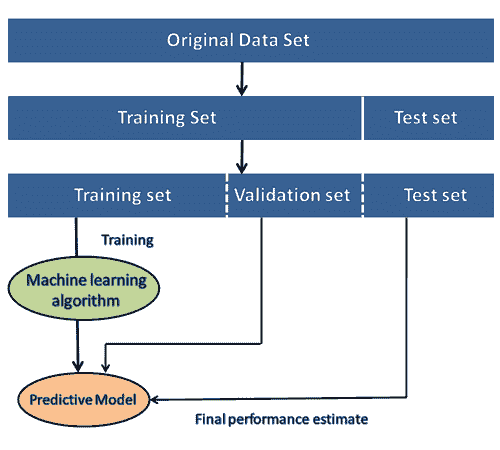 Original Data Set
Training Set
Test set
Training set
Validation set
Test set
Training
Machine learning
algorithm
Predictive Model
Final performance estimate